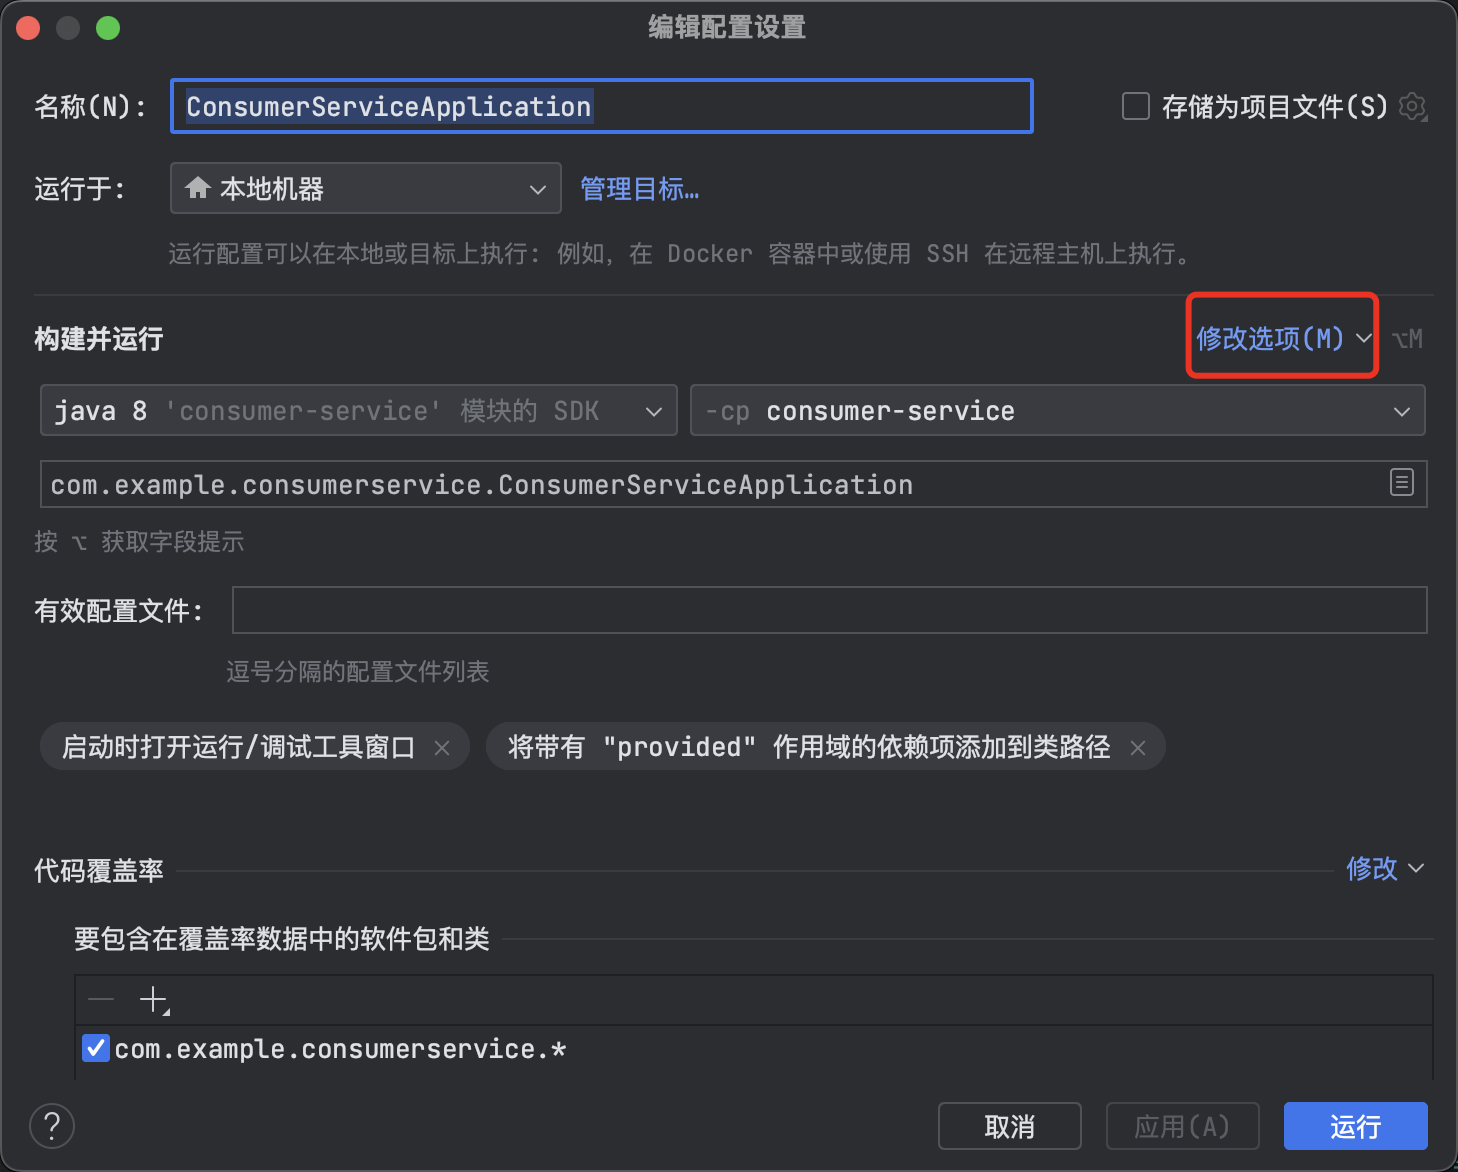 编辑配置设置
名称(N): ConsumerServiceApplication 存储为项目文件(S)
运行于: 本地机器 管理目标…
运行配置可以在本地或目标上执行: 例如, 在 Docker 容器中或使用 SSH 在远程主机上执行。
构建并运行 修改选项(M) ⌥M
java 8 'consumer-service' 模块的 SDK -cp consumer-service
com.example.consumerservice.ConsumerServiceApplication
按 ⌥ 获取字段提示
有效配置文件:
逗号分隔的配置文件列表
启动时打开运行/调试工具窗口 × 将带有 "provided" 作用域的依赖项添加到类路径 ×
代码覆盖率 修改
要包含在覆盖率数据中的软件包和类
com.example.consumerservice.*
? 取消 应用(A) 运行